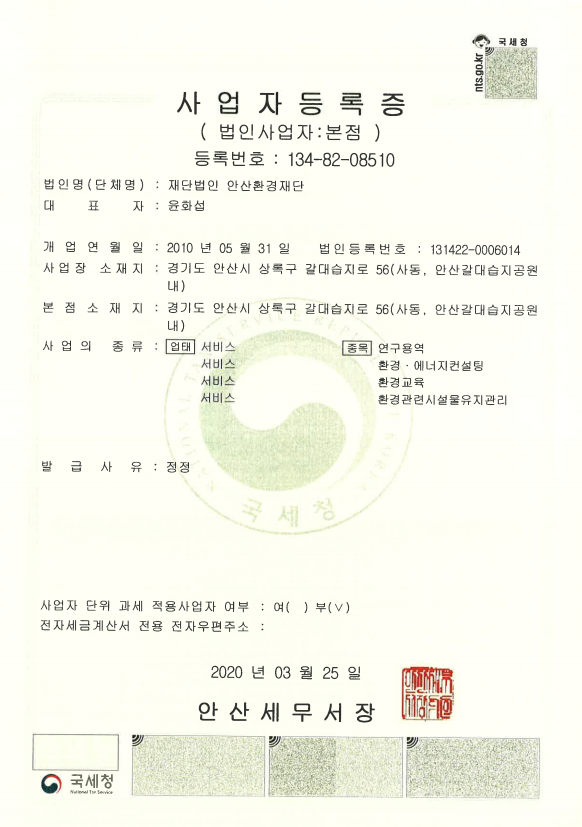 국세청
nts.go.kr
사업자등록증
( 법인사업자:본점 )
등록번호 : 134-82-08510
법인명(단체명) : 재단법인 안산환경재단
대 표 자 : 윤화섭
개 업 연 월 일 : 2010 년 05 월 31 일 법인등록번호 : 131422-0006014
사업장 소재지 : 경기도 안산시 상록구 갈대습지로 56(사동, 안산갈대습지공원
내)
본 점 소 재 지 : 경기도 안산시 상록구 갈대습지로 56(사동, 안산갈대습지공원
내)
사 업 의 종 류 : 업태 서비스 종목 연구용역
서비스 환경·에너지컨설팅
서비스 환경교육
서비스 환경관련시설물유지관리
발 급 사 유 : 정정
국세청
사업자 단위 과세 적용사업자 여부 : 여( ) 부(∨)
전자세금계산서 전용 전자우편주소 :
2020 년 03 월 25 일
안산세무서장
국세청
National Tax Service